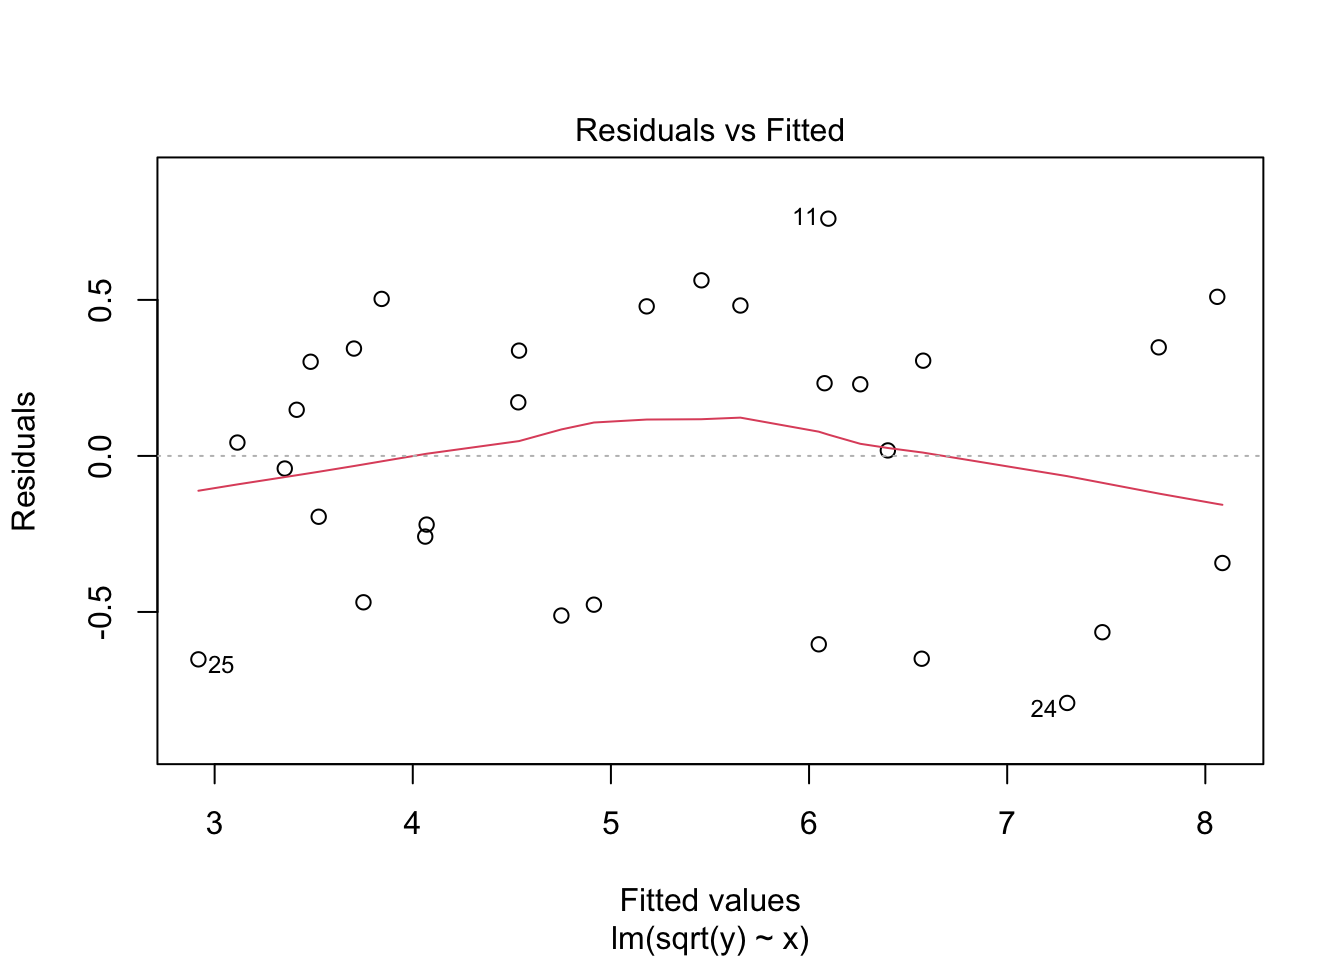 Residuals vs Fitted
11
0.5
0.0
-0.5
Residuals
25
24
3 4 5 6 7 8
Fitted values
lm(sqrt(y) ~ x)